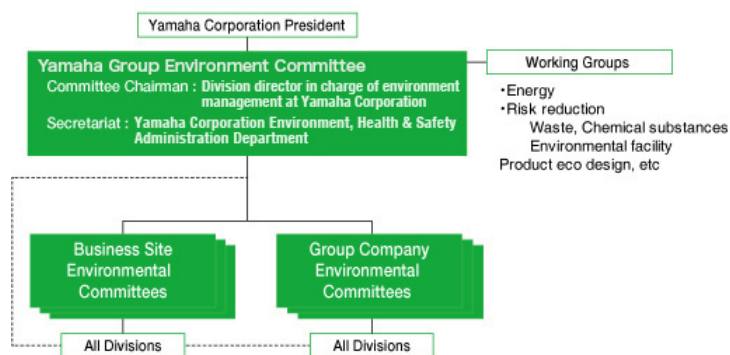 Yamaha Corporation President
Yamaha Group Environment Committee
Committee Chairman : Division director in charge of environment
management at Yamaha Corporation
Secretariat : Yamaha Corporation Environment, Health & Safety
Administration Department
Working Groups
・Energy
・Risk reduction
Waste, Chemical substances
Environmental facility
Product eco design, etc
Business Site
Environmental
Committees
Group Company
Environmental
Committees
All Divisions
All Divisions